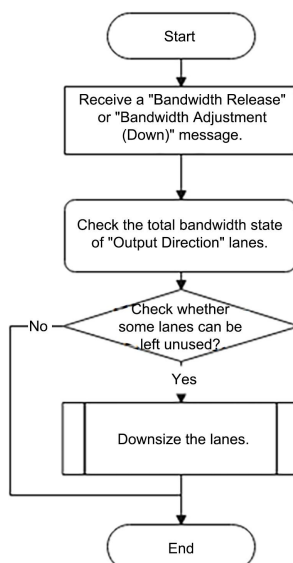 Start
Receive a "Bandwidth Release"
or "Bandwidth Adjustment
(Down)" message.
Check the total bandwidth state
of "Output Direction" lanes.
Check whether
some lanes can be
left unused?
No
Yes
Downsize the lanes.
End